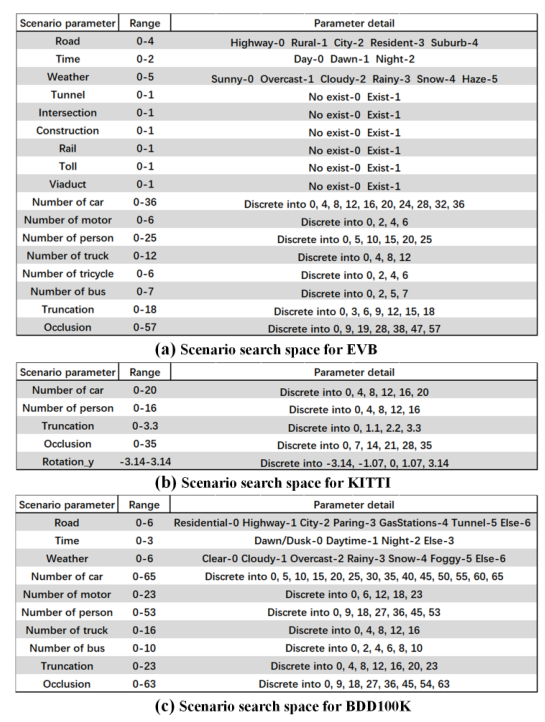 Scenario parameter Range Parameter detail
Road 0-4 Highway-0 Rural-1 City-2 Resident-3 Suburb-4
Time 0-2 Day-0 Dawn-1 Night-2
Weather 0-5 Sunny-0 Overcast-1 Cloudy-2 Rainy-3 Snow-4 Haze-5
Tunnel 0-1 No exist-0 Exist-1
Intersection 0-1 No exist-0 Exist-1
Construction 0-1 No exist-0 Exist-1
Rail 0-1 No exist-0 Exist-1
Toll 0-1 No exist-0 Exist-1
Viaduct 0-1 No exist-0 Exist-1
Number of car 0-36 Discrete into 0, 4, 8, 12, 16, 20, 24, 28, 32, 36
Number of motor 0-6 Discrete into 0, 2, 4, 6
Number of person 0-25 Discrete into 0, 5, 10, 15, 20, 25
Number of truck 0-12 Discrete into 0, 4, 8, 12
Number of tricycle 0-6 Discrete into 0, 2, 4, 6
Number of bus 0-7 Discrete into 0, 2, 5, 7
Truncation 0-18 Discrete into 0, 3, 6, 9, 12, 15, 18
Occlusion 0-57 Discrete into 0, 9, 19, 28, 38, 47, 57
(a) Scenario search space for EVB
Scenario parameter Range Parameter detail
Number of car 0-20 Discrete into 0, 4, 8, 12, 16, 20
Number of person 0-16 Discrete into 0, 4, 8, 12, 16
Truncation 0-3.3 Discrete into 0, 1.1, 2.2, 3.3
Occlusion 0-35 Discrete into 0, 7, 14, 21, 28, 35
Rotation_y -3.14-3.14 Discrete into -3.14, -1.07, 0, 1.07, 3.14
(b) Scenario search space for KITTI
Scenario parameter Range Parameter detail
Road 0-6 Residential-0 Highway-1 City-2 Paring-3 GasStations-4 Tunnel-5 Else-6
Time 0-3 Dawn/Dusk-0 Daytime-1 Night-2 Else-3
Weather 0-6 Clear-0 Cloudy-1 Overcast-2 Rainy-3 Snow-4 Foggy-5 Else-6
Number of car 0-65 Discrete into 0, 5, 10, 15, 20, 25, 30, 35, 40, 45, 50, 55, 60, 65
Number of motor 0-23 Discrete into 0, 6, 12, 18, 23
Number of person 0-53 Discrete into 0, 9, 18, 27, 36, 45, 53
Number of truck 0-16 Discrete into 0, 4, 8, 12, 16
Number of bus 0-10 Discrete into 0, 2, 4, 6, 8, 10
Truncation 0-23 Discrete into 0, 4, 8, 12, 16, 20, 23
Occlusion 0-63 Discrete into 0, 9, 18, 27, 36, 45, 54, 63
(c) Scenario search space for BDD100K